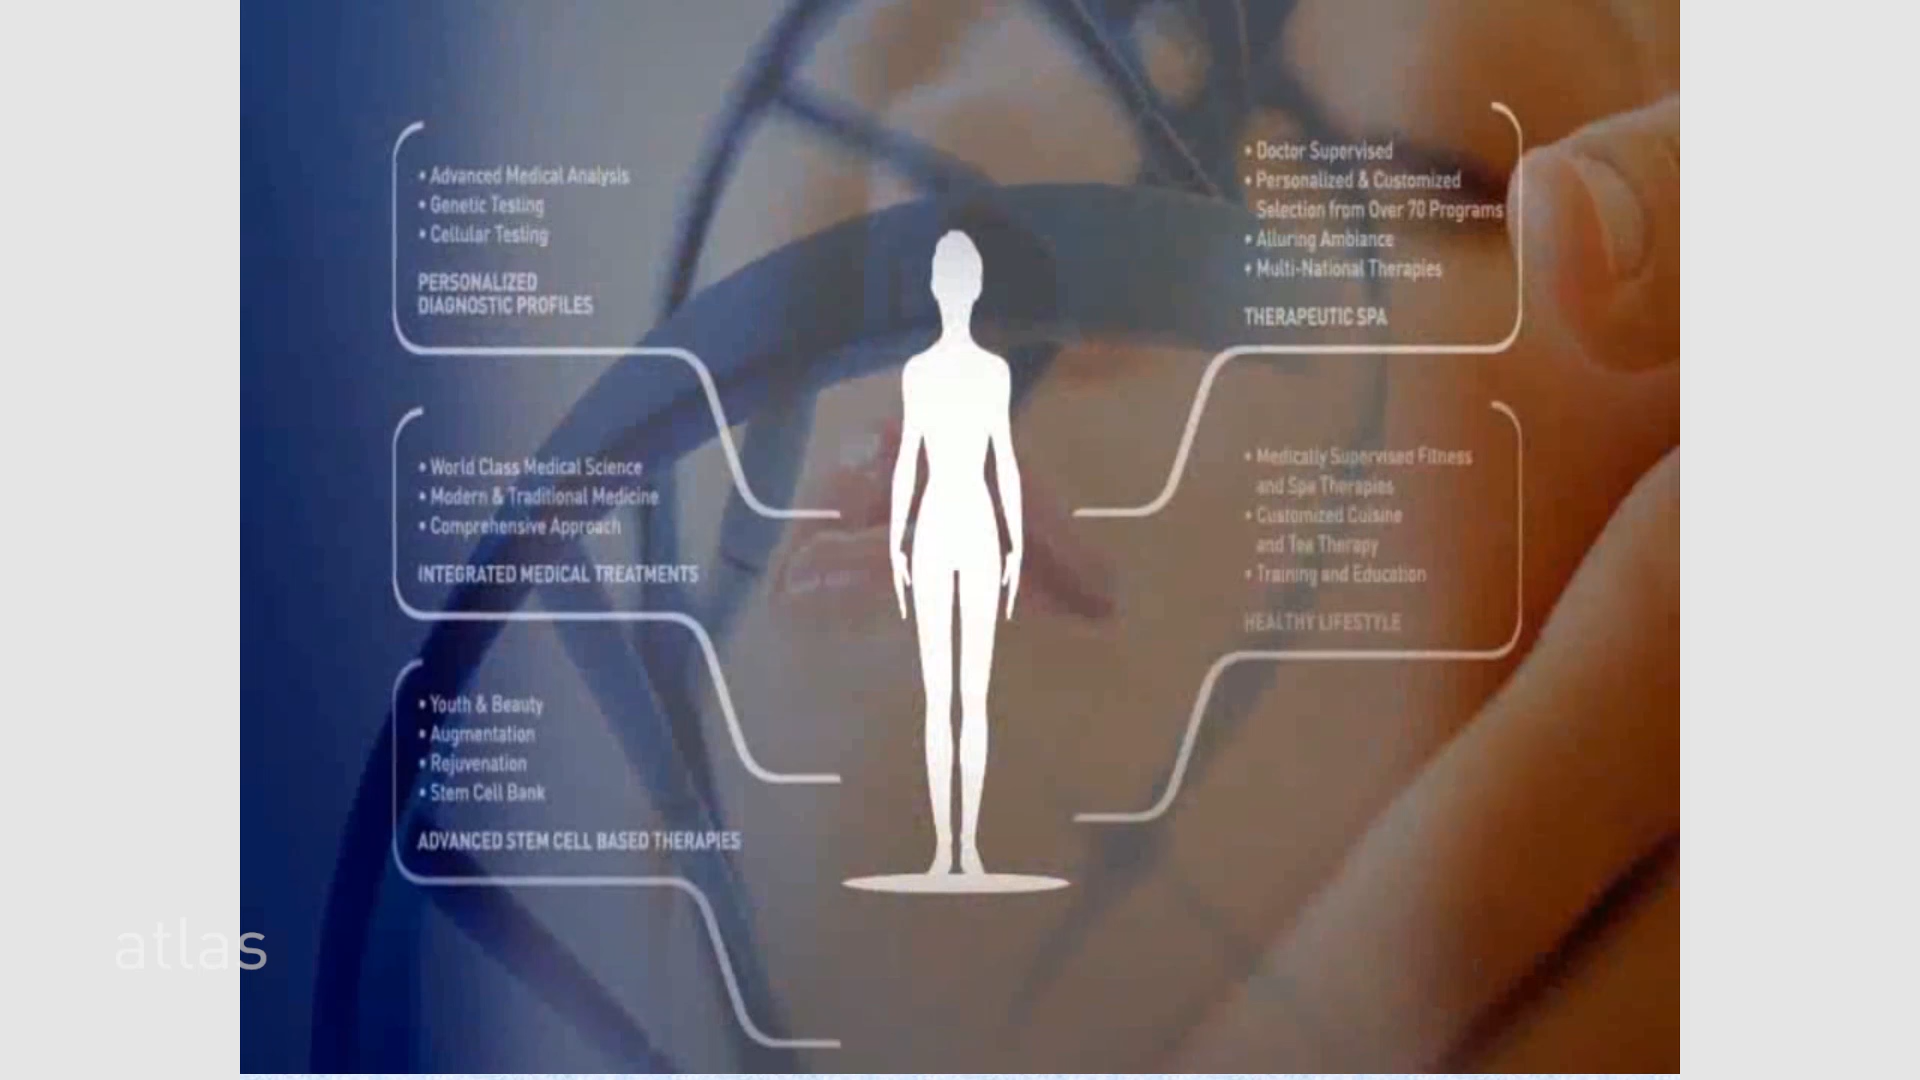 • Advanced Medical Analysis
• Genetic Testing
• Cellular Testing
PERSONALIZED
DIAGNOSTIC PROFILES
• World Class Medical Science
• Modern & Traditional Medicine
• Comprehensive Approach
INTEGRATED MEDICAL TREATMENTS
• Youth & Beauty
• Augmentation
• Rejuvenation
• Stem Cell Bank
ADVANCED STEM CELL BASED THERAPIES
• Doctor Supervised
• Personalized & Customized
Selection from Over 70 Programs
• Alluring Ambiance
• Multi-National Therapies
THERAPEUTIC SPA
• Medically Supervised Fitness
and Spa Therapies
• Customized Cuisine
and Tea Therapy
• Training and Education
HEALTHY LIFESTYLE
atlas